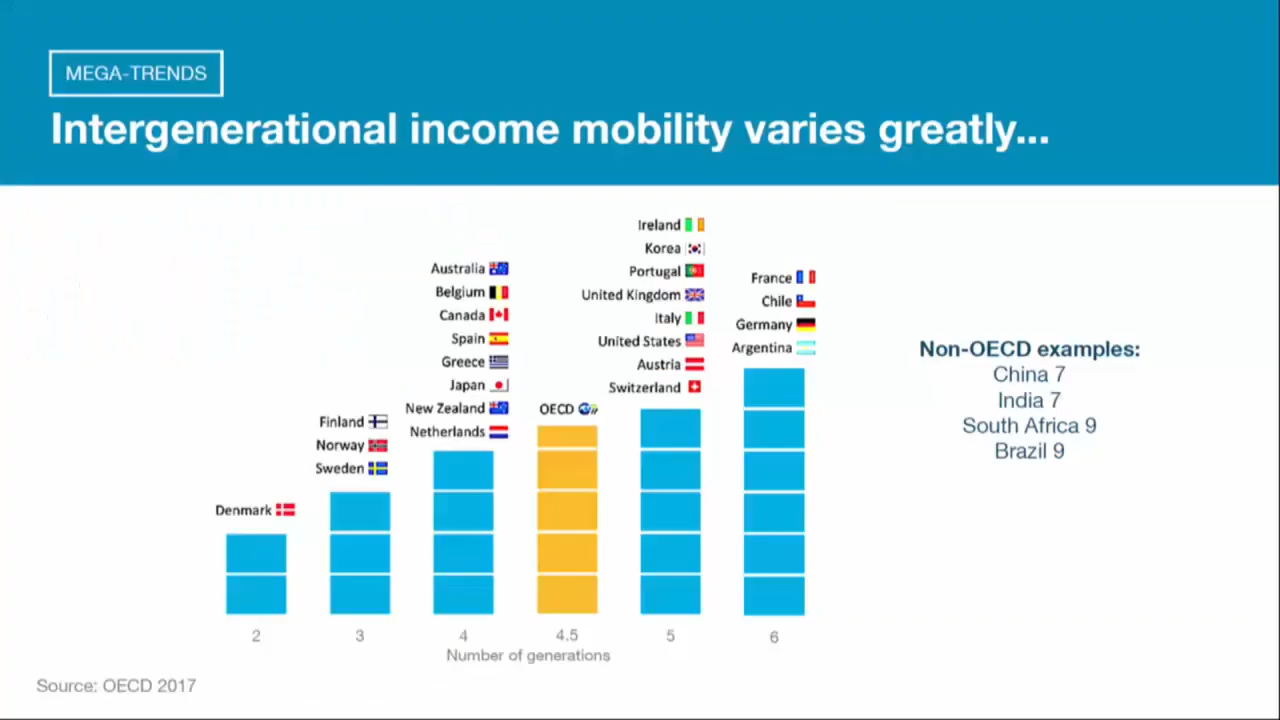 MEGA-TRENDS
Intergenerational income mobility varies greatly...
Denmark
Finland
Norway
Sweden
Australia
Belgium
Canada
Spain
Greece
Japan
New Zealand
Netherlands
OECD
Ireland
Korea
Portugal
United Kingdom
Italy
United States
Austria
Switzerland
France
Chile
Germany
Argentina
Non-OECD examples:
China 7
India 7
South Africa 9
Brazil 9
2 3 4 4.5 5 6
Number of generations
Source: OECD 2017